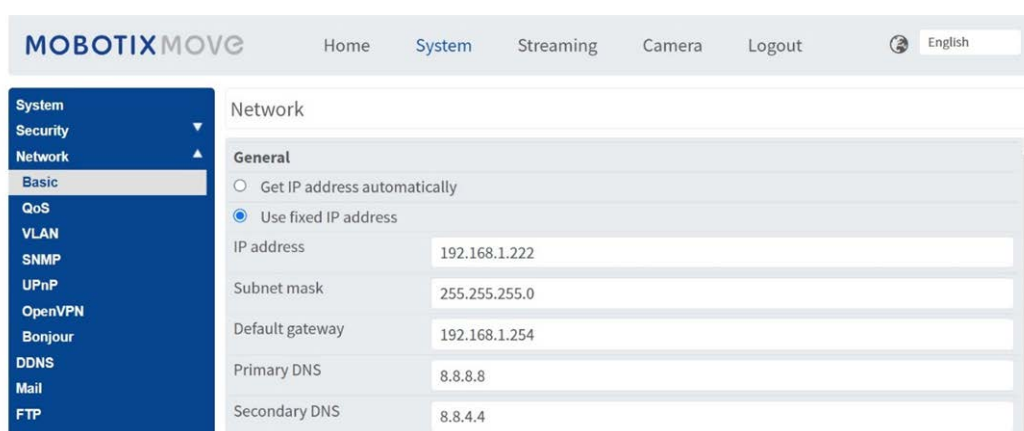 MOBOTIX MOVE Home System Streaming Camera Logout English
System
Security
Network
Basic
QoS
VLAN
SNMP
UPnP
OpenVPN
Bonjour
DDNS
Mail
FTP
Network
General
Get IP address automatically
Use fixed IP address
IP address 192.168.1.222
Subnet mask 255.255.255.0
Default gateway 192.168.1.254
Primary DNS 8.8.8.8
Secondary DNS 8.8.4.4